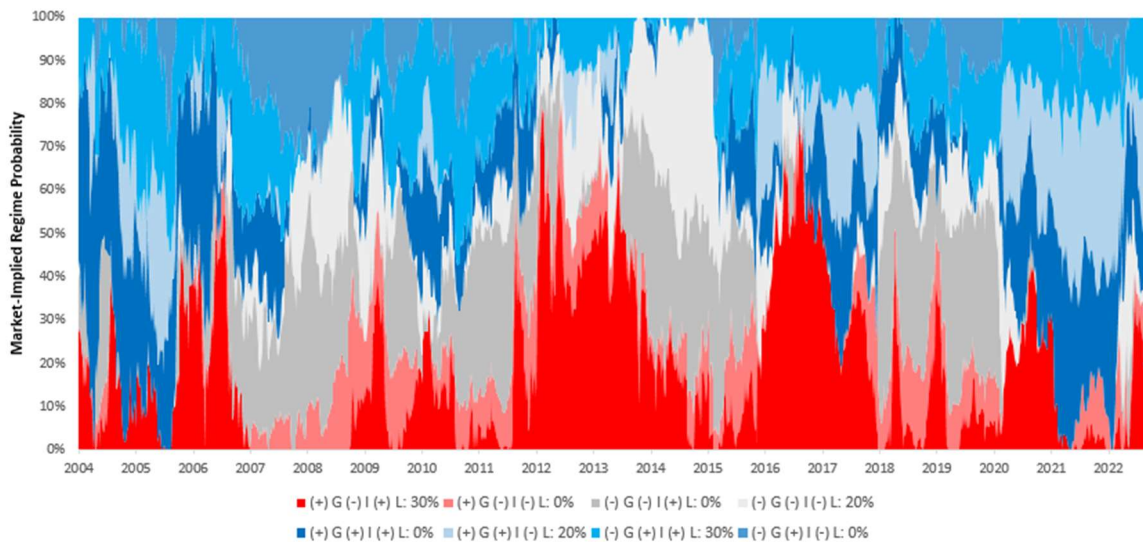 100%
90%
80%
70%
60%
50%
40%
30%
20%
10%
0%
Market-Implied Regime Probability
2004 2005 2006 2007 2008 2009 2010 2011 2012 2013 2014 2015 2016 2017 2018 2019 2020 2021 2022
(+) G (-) I (+) L: 30% (+) G (-) I (-) L: 0% (-) G (-) I (+) L: 0% (-) G (-) I (-) L: 20%
(+) G (+) I (+) L: 0% (+) G (+) I (-) L: 20% (-) G (+) I (+) L: 30% (-) G (+) I (-) L: 0%